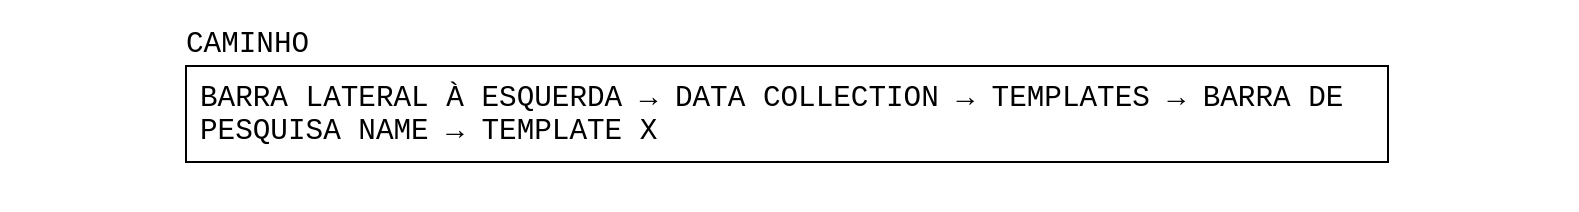 CAMINHO
BARRA LATERAL À ESQUERDA → DATA COLLECTION → TEMPLATES → BARRA DE
PESQUISA NAME → TEMPLATE X